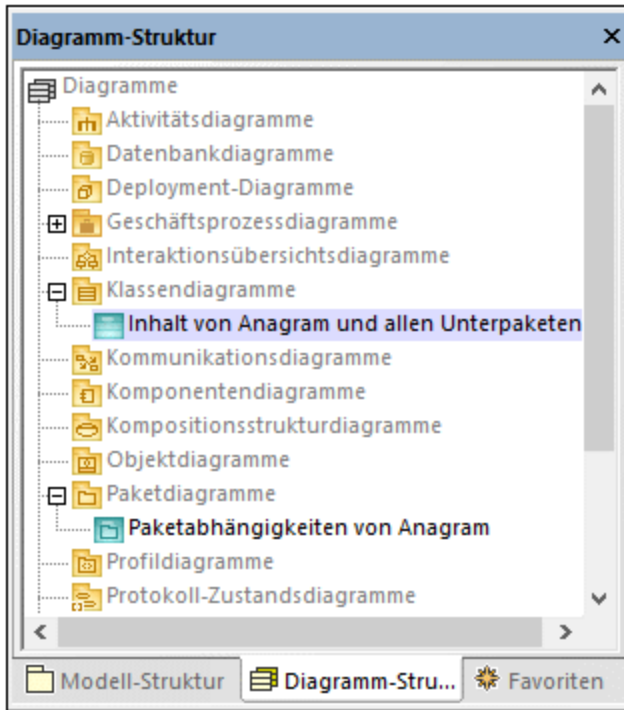 Diagramm-Struktur
Diagramme
Aktivitätsdiagramme
Datenbankdiagramme
Deployment-Diagramme
Geschäftsprozessdiagramme
Interaktionsübersichtsdiagramme
Klassendiagramme
Inhalt von Anagram und allen Unterpaketen
Kommunikationsdiagramme
Komponentendiagramme
Kompositionsstrukturdiagramme
Objektdiagramme
Paketdiagramme
Paketabhängigkeiten von Anagram
Profildiagramme
Protokoll-Zustandsdiagramme
Modell-Struktur Diagramm-Stru... Favoriten